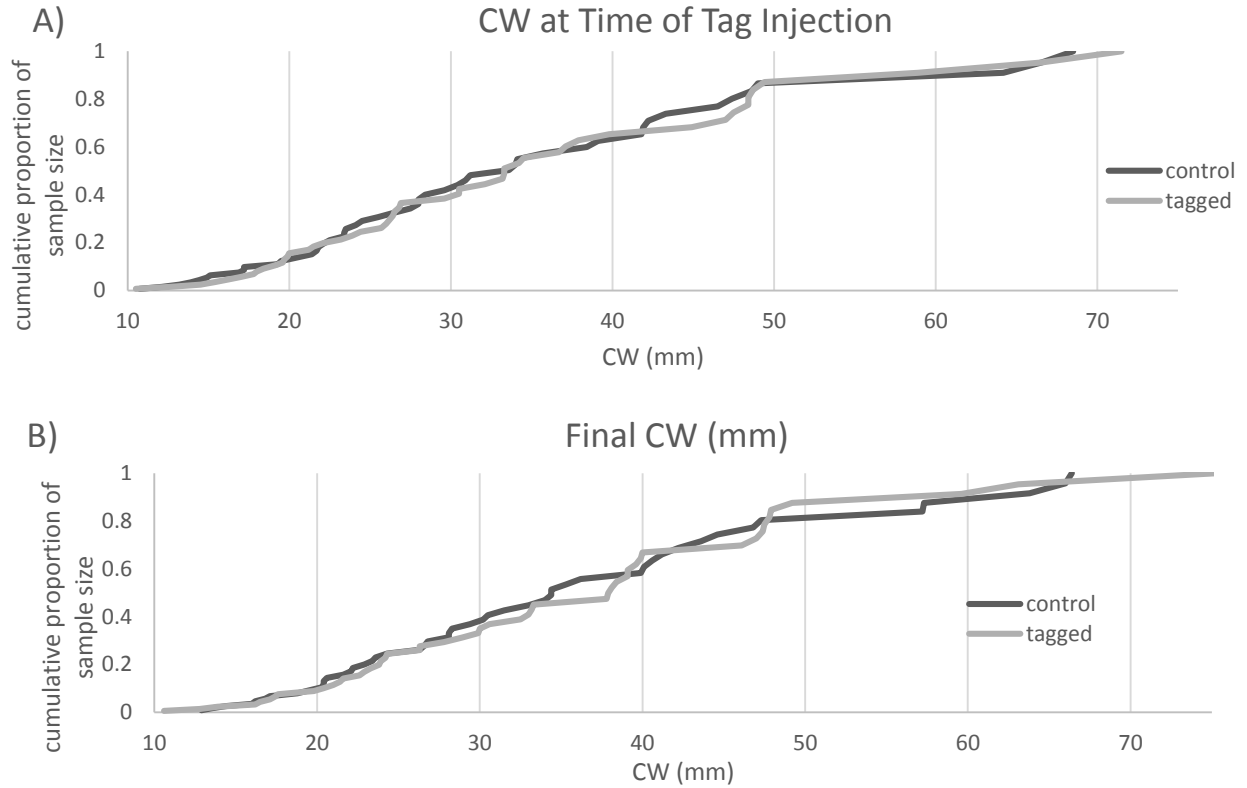 A)
CW at Time of Tag Injection
cumulative proportion of
sample size
1
0.8
0.6
0.4
0.2
0
10 20 30 40 50 60 70
CW (mm)
control
tagged
B)
Final CW (mm)
cumulative proportion of
sample size
1
0.8
0.6
0.4
0.2
0
10 20 30 40 50 60 70
CW (mm)
control
tagged